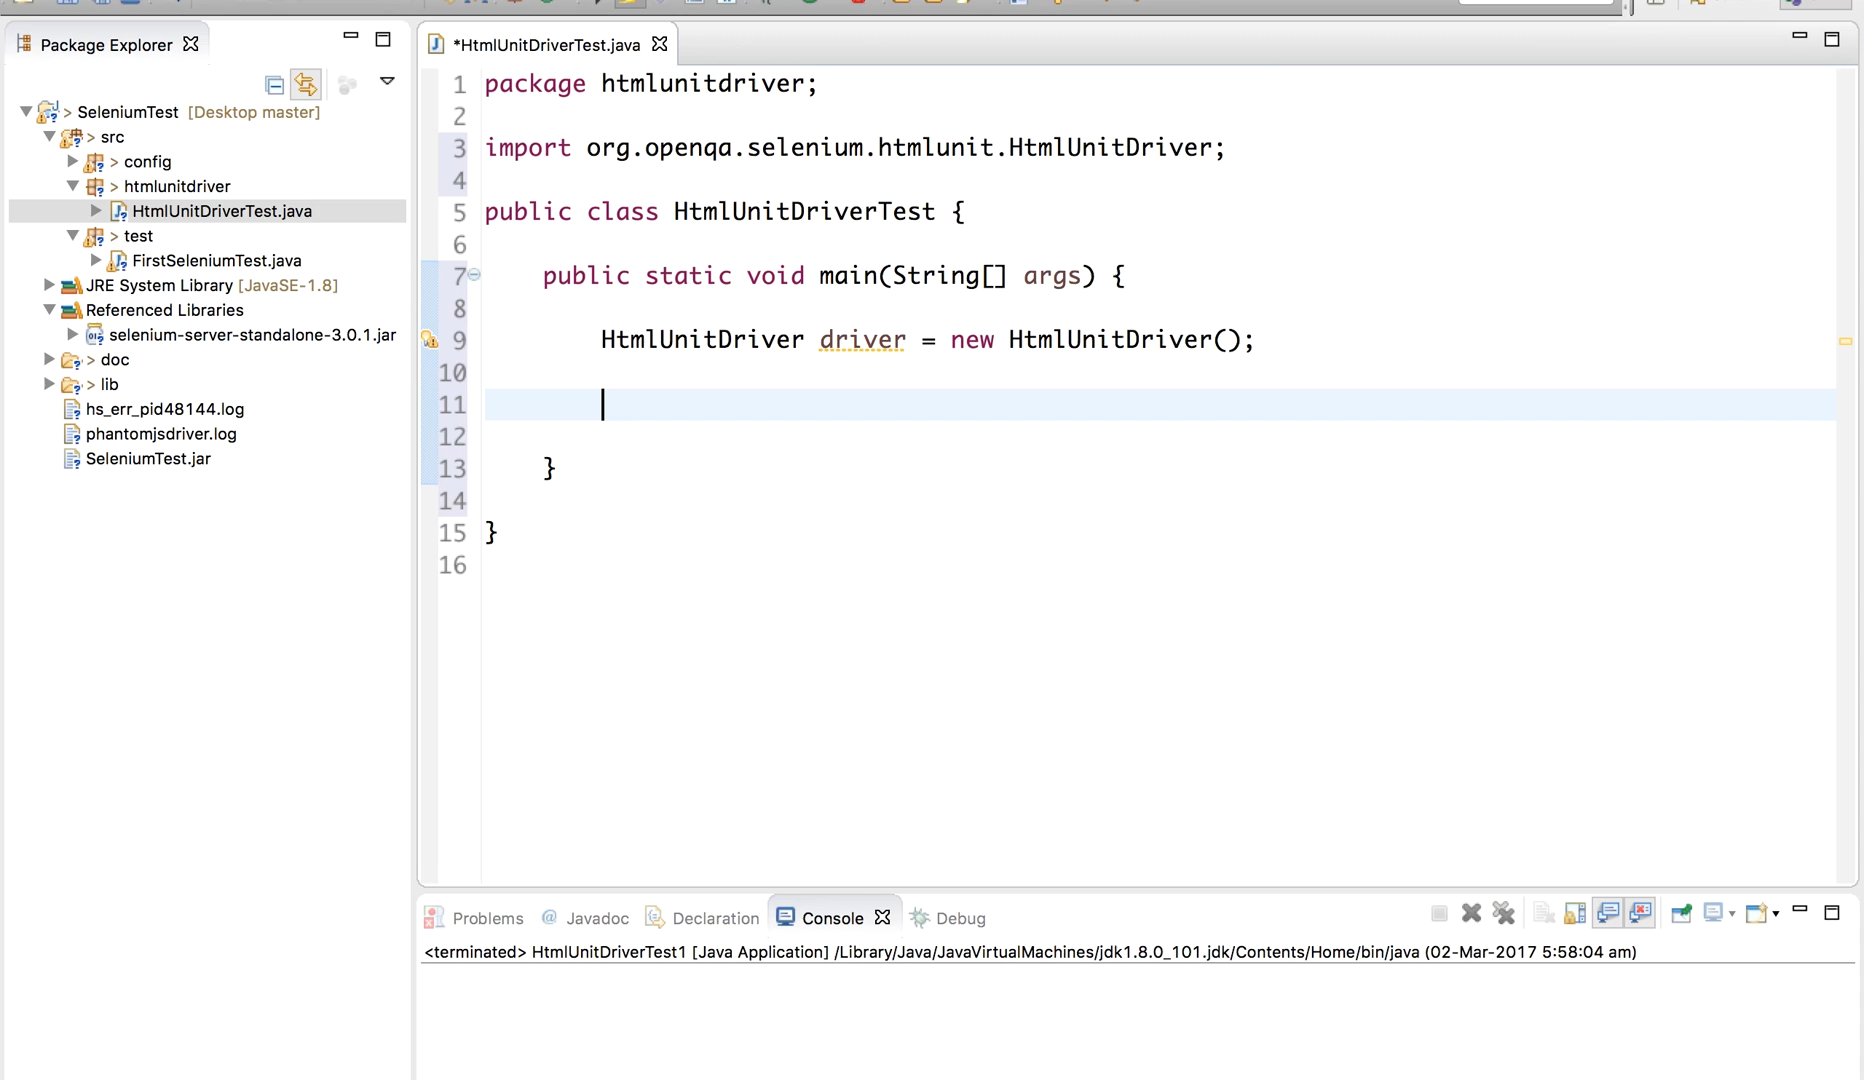 Package Explorer
> SeleniumTest [Desktop master]
> src
> config
> htmlunitdriver
HtmlUnitDriverTest.java
> test
FirstSeleniumTest.java
JRE System Library [JavaSE-1.8]
Referenced Libraries
selenium-server-standalone-3.0.1.jar
> doc
> lib
hs_err_pid48144.log
phantomjsdriver.log
SeleniumTest.jar
*HtmlUnitDriverTest.java
1 package htmlunitdriver;
2
3 import org.openqa.selenium.htmlunit.HtmlUnitDriver;
4
5 public class HtmlUnitDriverTest {
6
7 public static void main(String[] args) {
8
9 HtmlUnitDriver driver = new HtmlUnitDriver();
10
11
12
13 }
14
15 }
16
Problems @ Javadoc Declaration Console Debug
<terminated> HtmlUnitDriverTest1 [Java Application] /Library/Java/JavaVirtualMachines/jdk1.8.0_101.jdk/Contents/Home/bin/java (02-Mar-2017 5:58:04 am)